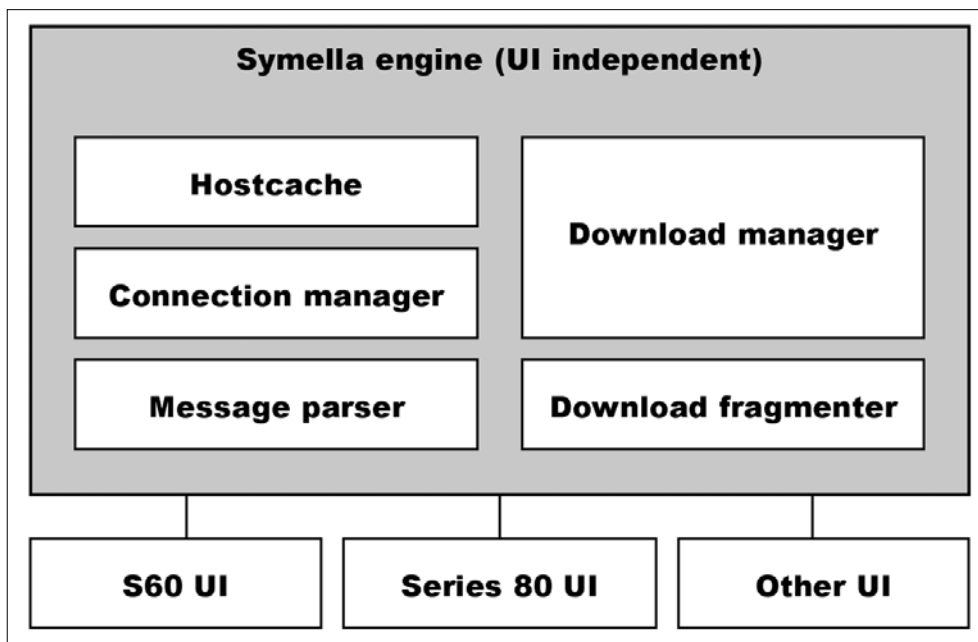 Symella engine (UI independent)
Hostcache
Connection manager
Message parser
Download manager
Download fragmenter
S60 UI
Series 80 UI
Other UI